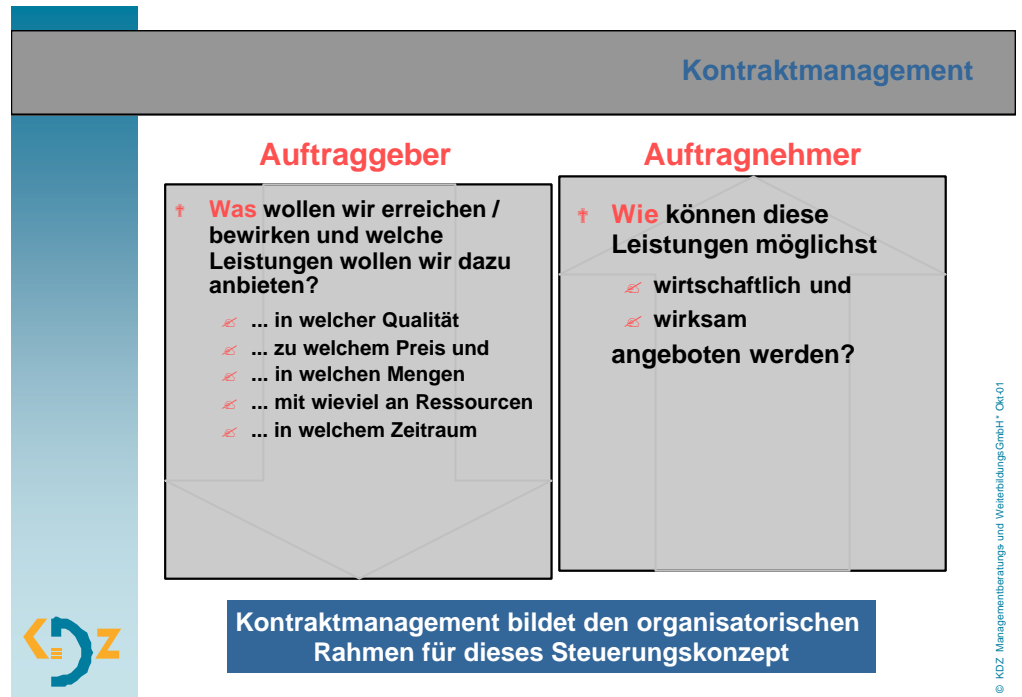 Kontraktmanagement
Auftraggeber
Was wollen wir erreichen /
bewirken und welche
Leistungen wollen wir dazu
anbieten?
... in welcher Qualität
... zu welchem Preis und
... in welchen Mengen
... mit wieviel an Ressourcen
... in welchem Zeitraum
Auftragnehmer
Wie können diese
Leistungen möglichst
wirtschaftlich und
wirksam
angeboten werden?
Kontraktmanagement bildet den organisatorischen
Rahmen für dieses Steuerungskonzept
KDZ
© KDZ Managementberatungs- und WeiterbildungsGmbH * Okt-01